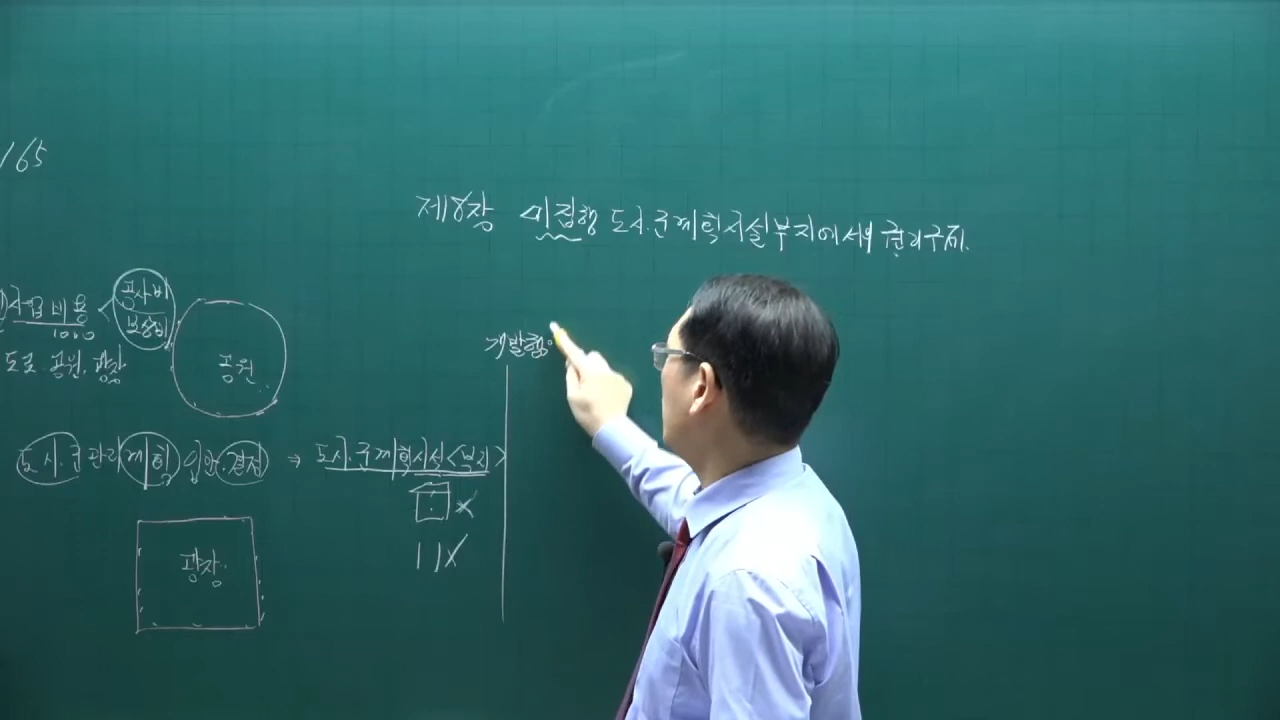 165
제8장 미집행 도시.군계획시설부지에서의 권리구제.
사업비용 < 공사비
보상비
도로 공원. 광장
공원
개발행
도시.군관리계획 입안.결정 → 도시.군계획시설<부지>
광장